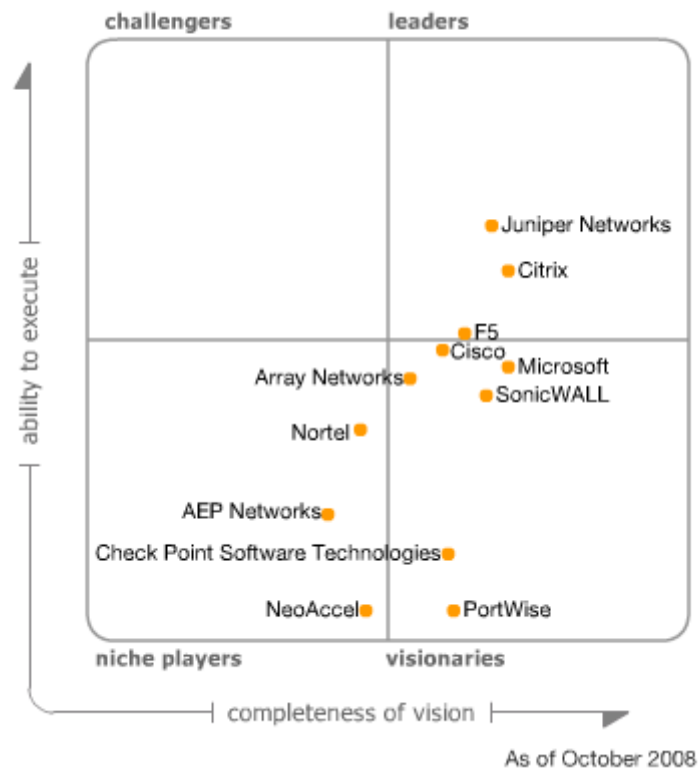 challengers
leaders
ability to execute
Juniper Networks
Citrix
F5
Cisco
Microsoft
Array Networks
SonicWALL
Nortel
AEP Networks
Check Point Software Technologies
NeoAccel
PortWise
niche players
visionaries
completeness of vision
As of October 2008